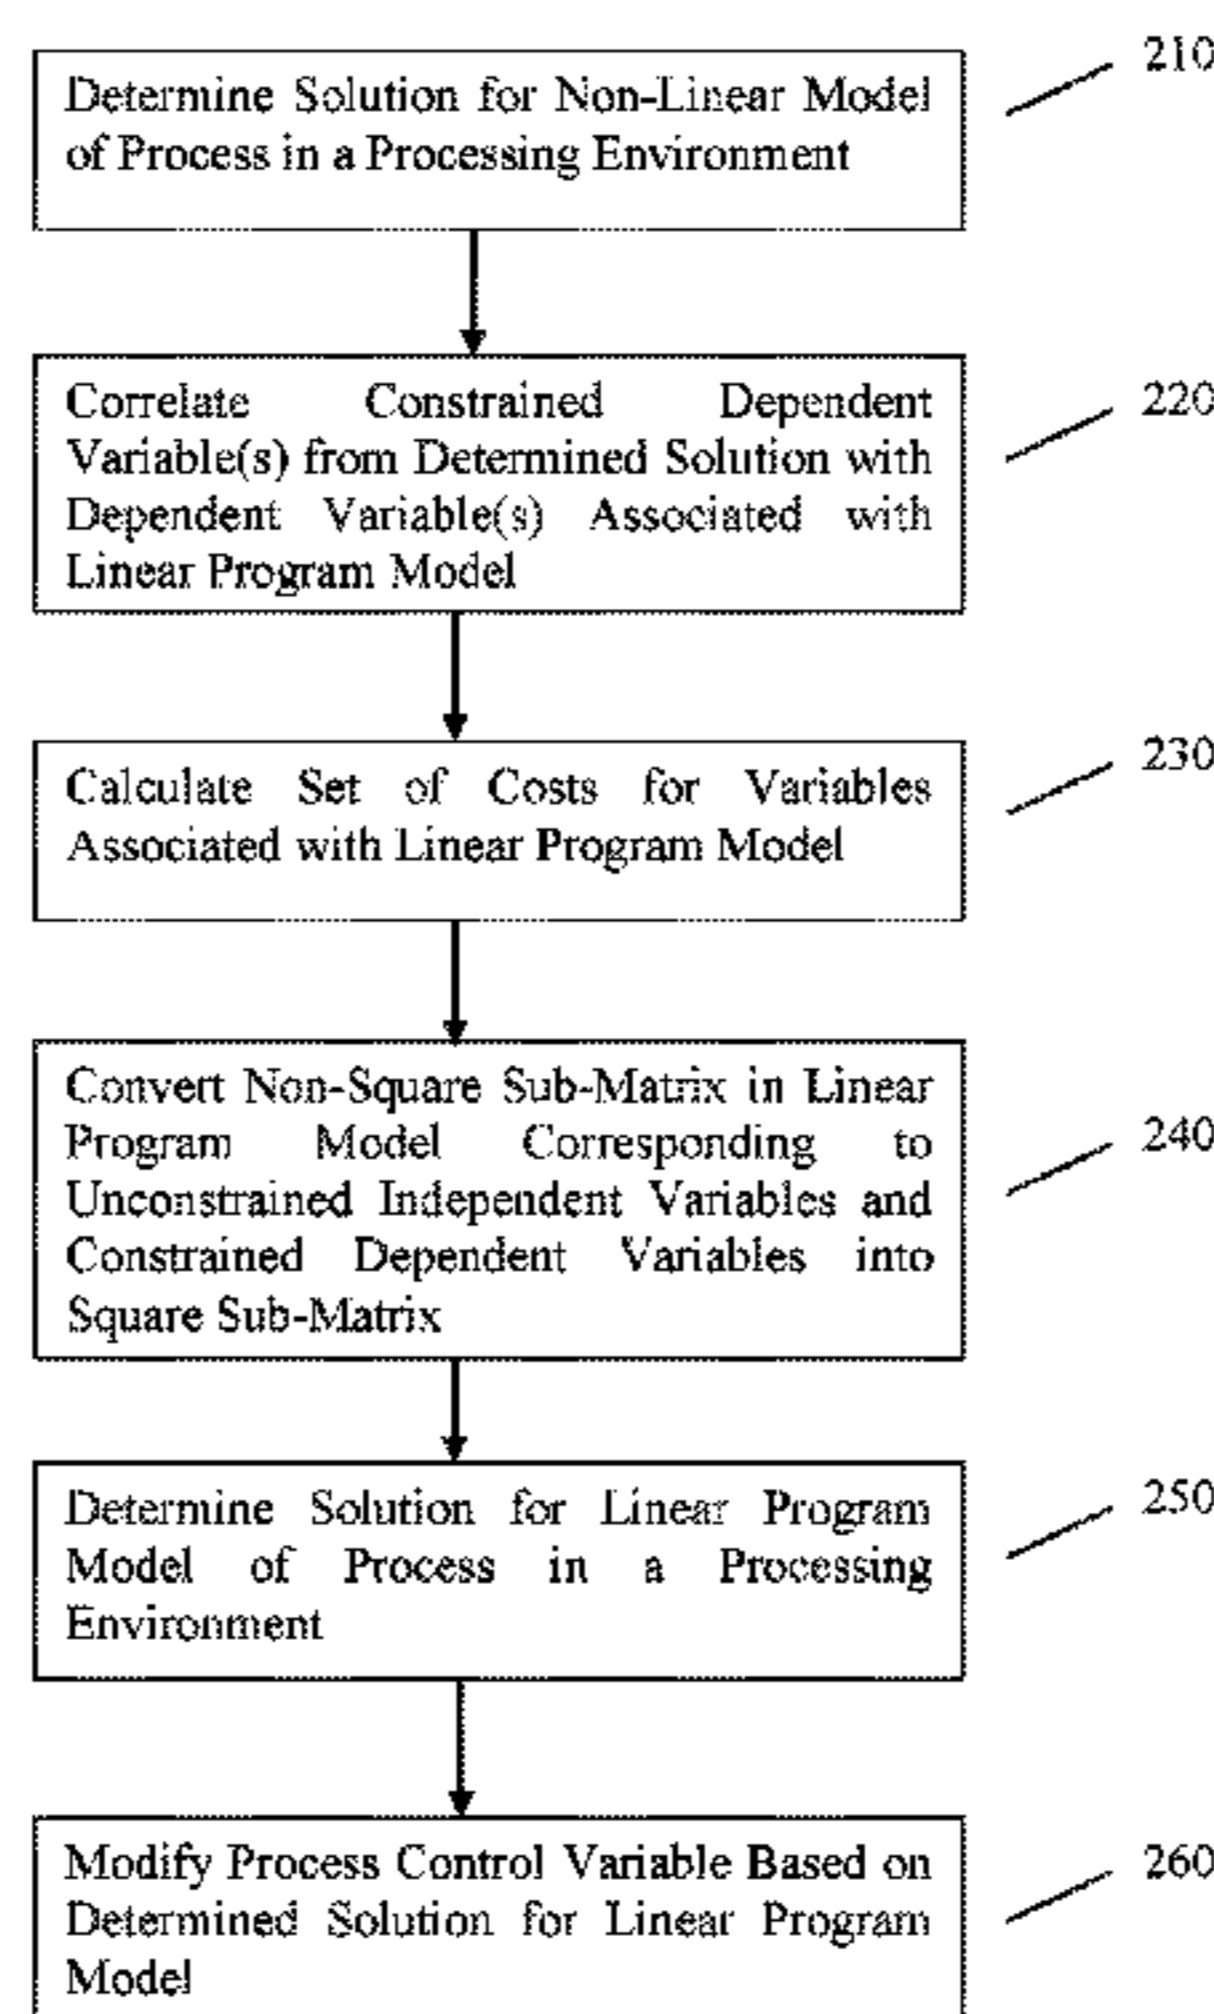 210
Determine Solution for Non-Linear Model
of Process in a Processing Environment
220
Correlate Constrained Dependent
Variable(s) from Determined Solution with
Dependent Variable(s) Associated with
Linear Program Model
230
Calculate Set of Costs for Variables
Associated with Linear Program Model
240
Convert Non-Square Sub-Matrix in Linear
Program Model Corresponding to
Unconstrained Independent Variables and
Constrained Dependent Variables into
Square Sub-Matrix
250
Determine Solution for Linear Program
Model of Process in a Processing
Environment
260
Modify Process Control Variable Based on
Determined Solution for Linear Program
Model